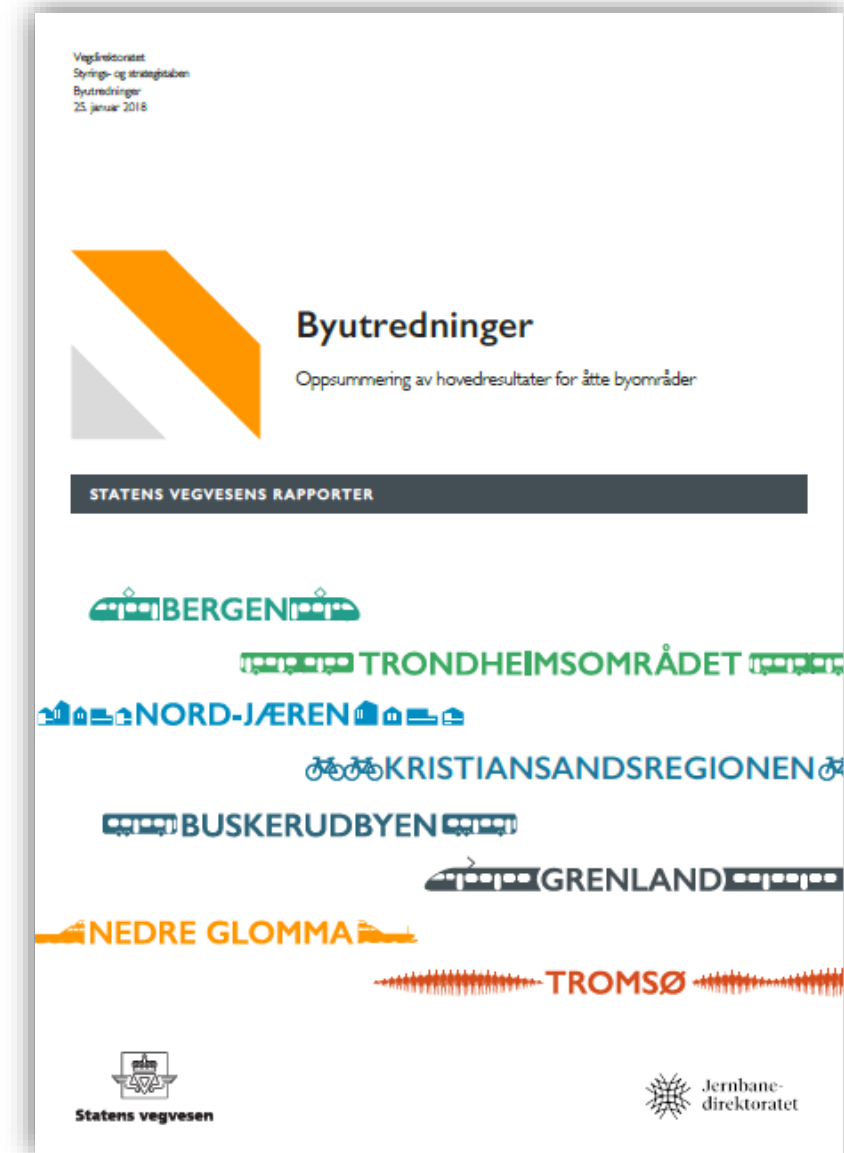 Vegdirektoratet
Styrings- og strategistaben
Byutredninger
25. januar 2018
Byutredninger
Oppsummering av hovedresultater for åtte byområder
STATENS VEGVESENS RAPPORTER
BERGEN
TRONDHEIMSOMRÅDET
NORD-JÆREN
KRISTIANSANDSREGIONEN
BUSKERUDBYEN
GRENLAND
NEDRE GLOMMA
TROMSØ
Statens vegvesen
Jernbane-
direktoratet